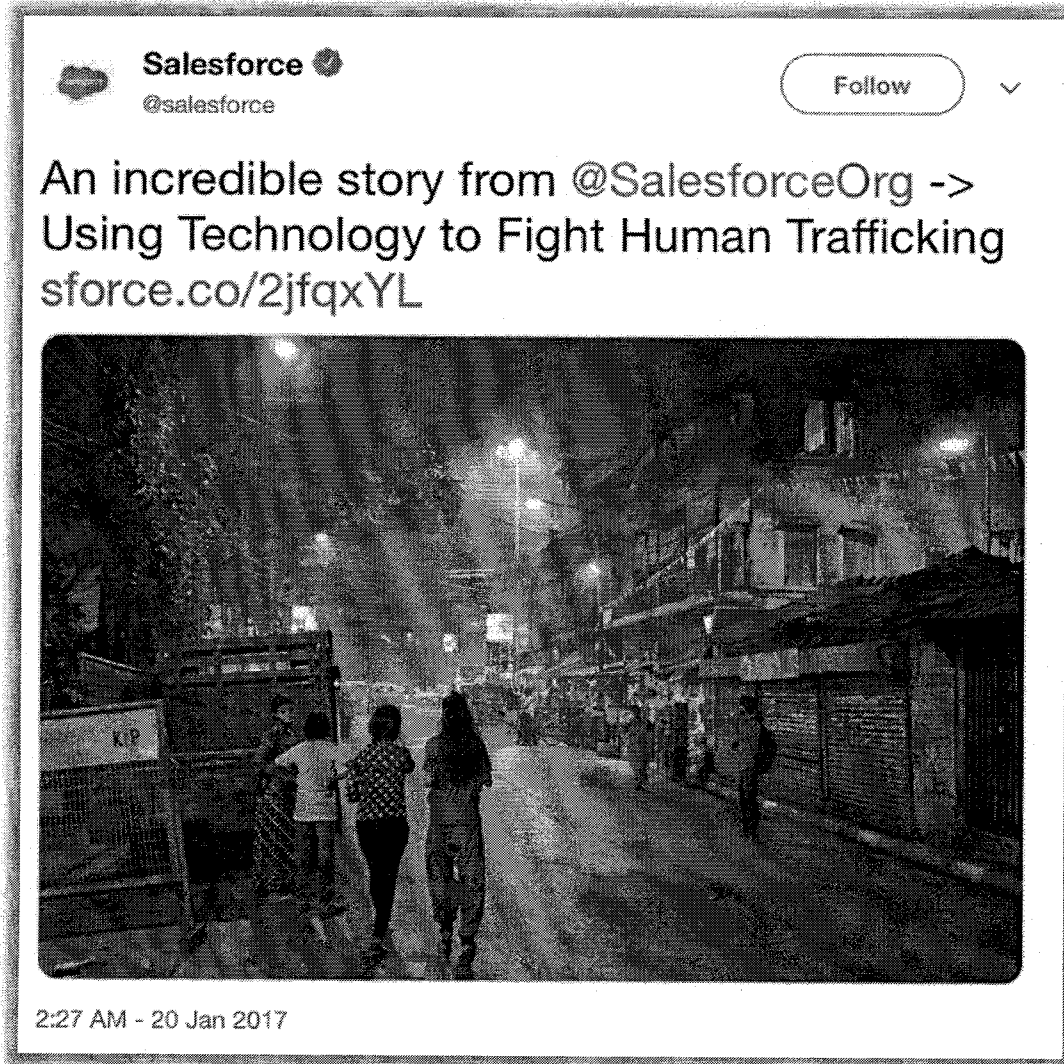 Salesforce
@salesforce
Follow
An incredible story from @SalesforceOrg ->
Using Technology to Fight Human Trafficking
sforce.co/2jfqxYL
KIP
2:27 AM - 20 Jan 2017